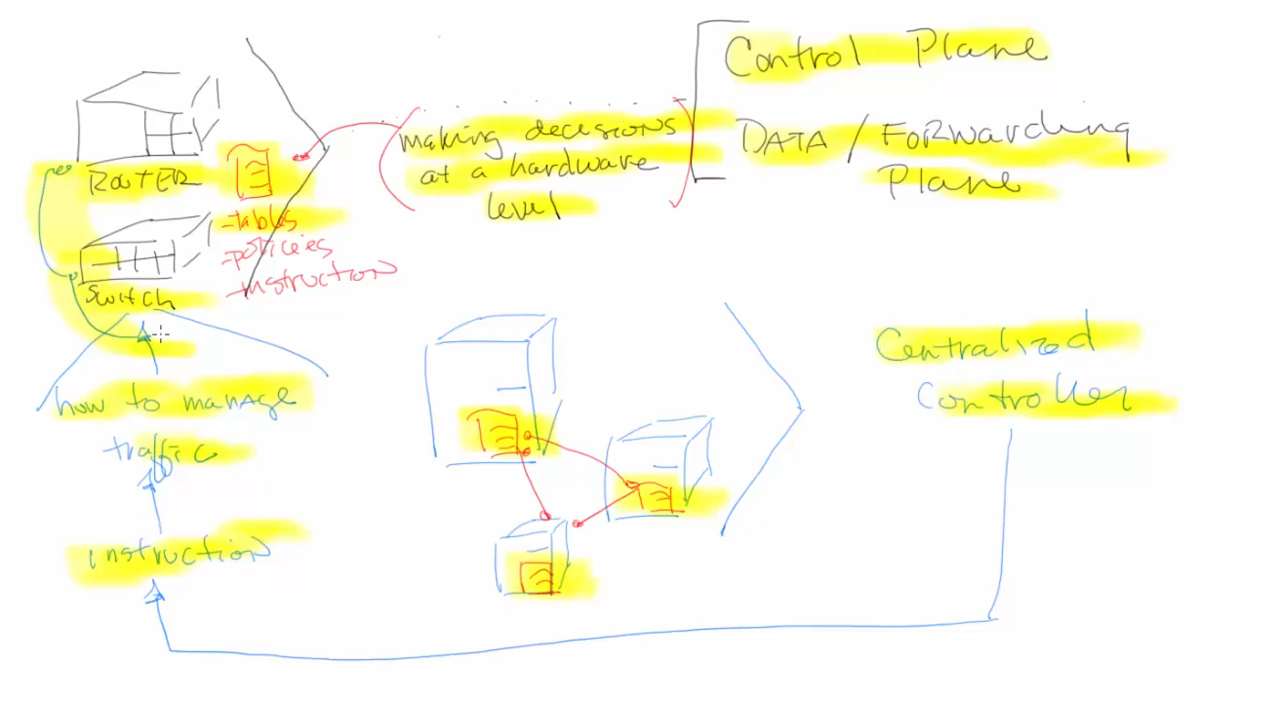 Control Plane
making decisions
at a hardware
level
DATA / Forwarding
Plane
ROUTER
-tables
-policies
-instruction
Switch
Centralized
Controller
how to manage
traffic
instruction